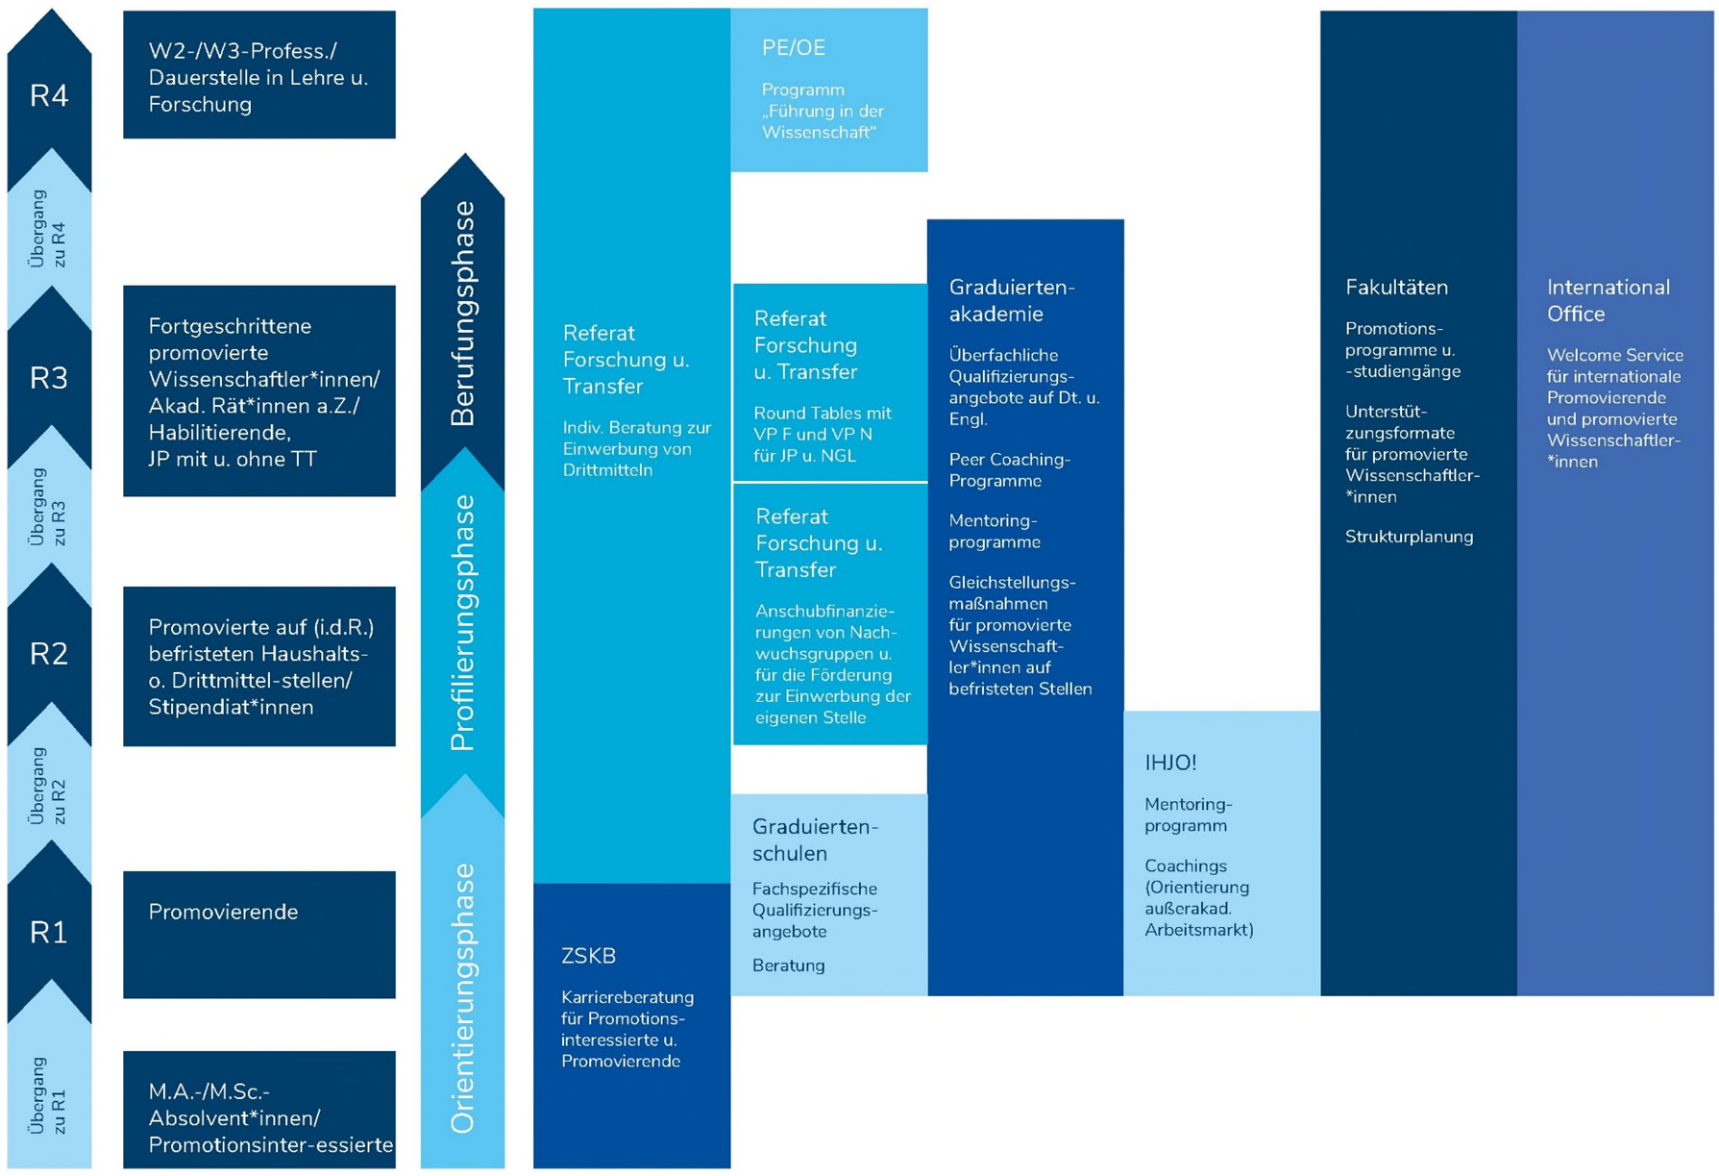 R4
Übergang
zu R4
R3
Übergang
zu R3
R2
Übergang
zu R2
R1
Übergang
zu R1
W2-/W3-Profess./
Dauerstelle in Lehre u.
Forschung
Fortgeschrittene
promovierte
Wissenschaftler*innen/
Akad. Rät*innen a.Z./
Habilitierende,
JP mit u. ohne TT
Promovierte auf (i.d.R.)
befristeten Haushalts-
o. Drittmittel-stellen/
Stipendiat*innen
Promovierende
M.A.-/M.Sc.-
Absolvent*innen/
Promotionsinter-essierte
Berufungsphase
Profilierungsphase
Orientierungsphase
Referat
Forschung u.
Transfer
Indiv. Beratung zur
Einwerbung von
Drittmitteln
ZSKB
Karriereberatung
für Promotions-
interessierte u.
Promovierende
PE/OE
Programm
„Führung in der
Wissenschaft“
Referat
Forschung
u. Transfer
Round Tables mit
VP F und VP N
für JP u. NGL
Referat
Forschung u.
Transfer
Anschubfinanzie-
rungen von Nach-
wuchsgruppen u.
für die Förderung
zur Einwerbung der
eigenen Stelle
Graduierten-
schulen
Fachspezifische
Qualifizierungs-
angebote
Beratung
Graduierten-
akademie
Überfachliche
Qualifizierungs-
angebote auf Dt. u.
Engl.
Peer Coaching-
Programme
Mentoring-
programme
Gleichstellungs-
maßnahmen
für promovierte
Wissenschaft-
ler*innen auf
befristeten Stellen
IHJO!
Mentoring-
programm
Coachings
(Orientierung
außerakad.
Arbeitsmarkt)
Fakultäten
Promotions-
programme u.
-studiengänge
Unterstüt-
zungsformate
für promovierte
Wissenschaftler-
*innen
Strukturplanung
International
Office
Welcome Service
für internationale
Promovierende
und promovierte
Wissenschaftler-
*innen